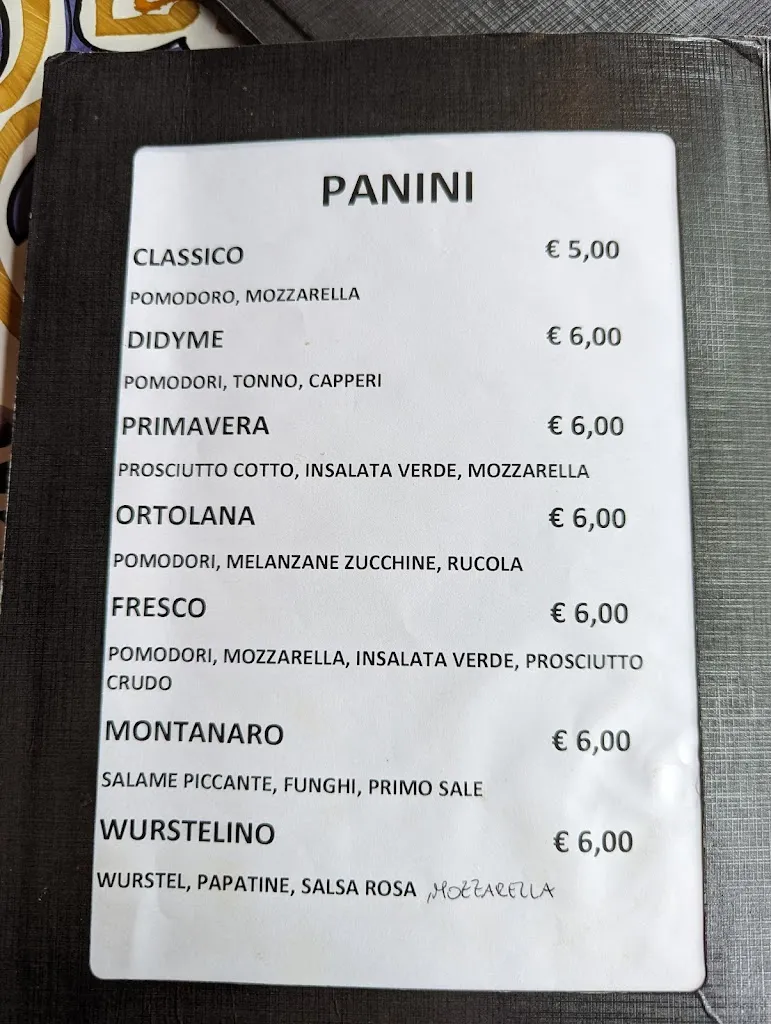 PANINI
CLASSICO € 5,00
POMODORO, MOZZARELLA
DIDYME € 6,00
POMODORI, TONNO, CAPPERI
PRIMAVERA € 6,00
PROSCIUTTO COTTO, INSALATA VERDE, MOZZARELLA
ORTOLANA € 6,00
POMODORI, MELANZANE ZUCCHINE, RUCOLA
FRESCO € 6,00
POMODORI, MOZZARELLA, INSALATA VERDE, PROSCIUTTO
CRUDO
MONTANARO € 6,00
SALAME PICCANTE, FUNGHI, PRIMO SALE
WURSTELINO € 6,00
WURSTEL, PAPATINE, SALSA ROSA , MOZZARELLA